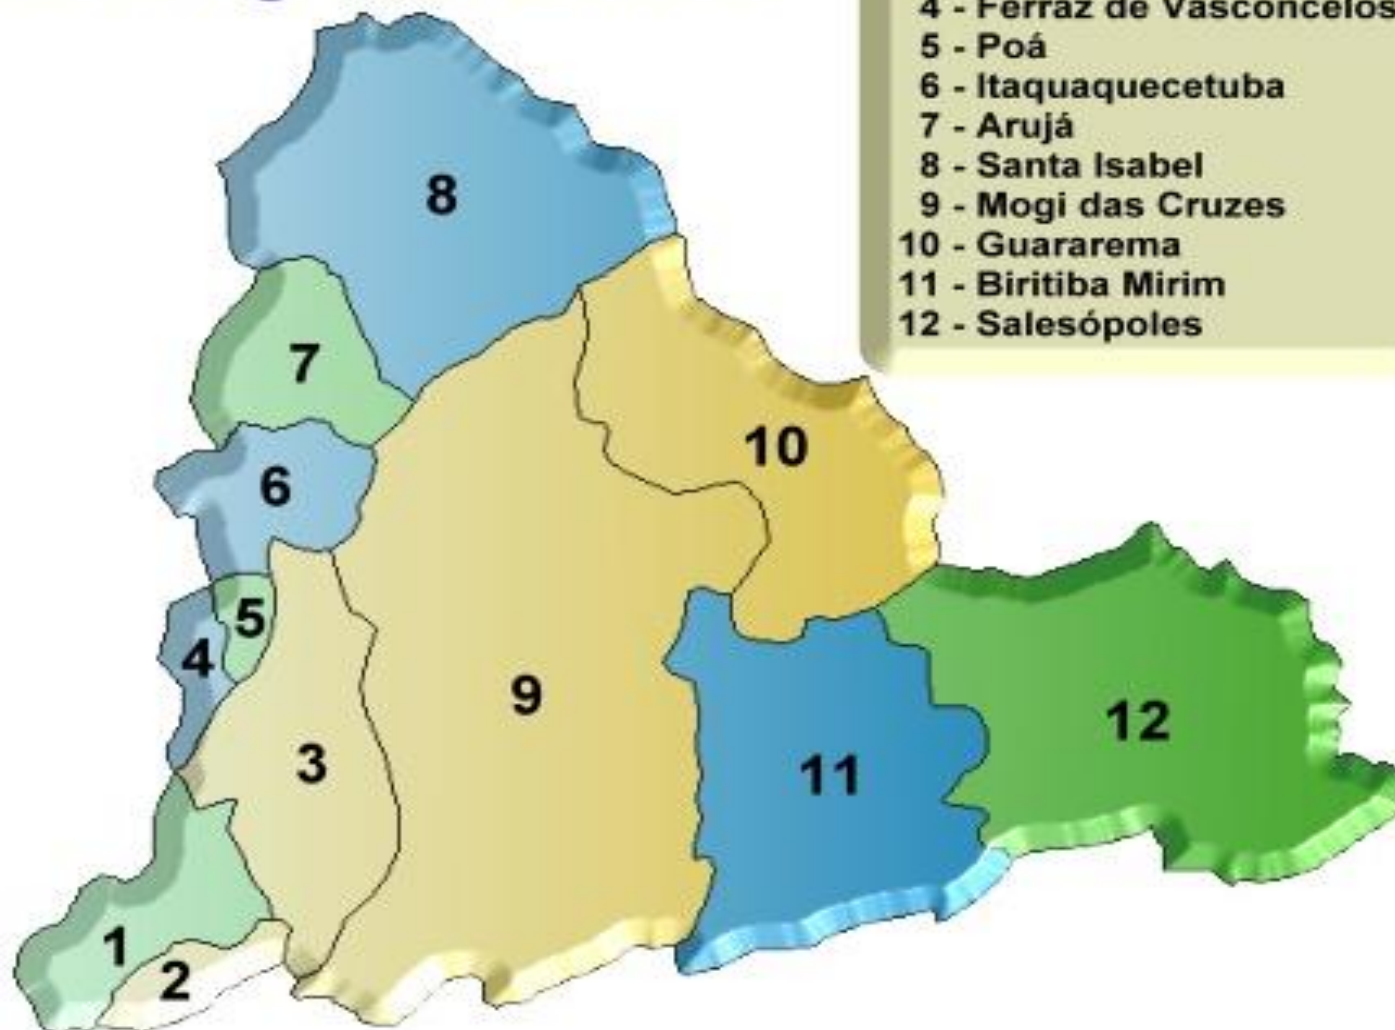 4 - Ferraz de Vasconcelos
5 - Poá
6 - Itaquaquecetuba
7 - Arujá
8 - Santa Isabel
9 - Mogi das Cruzes
10 - Guararema
11 - Biritiba Mirim
12 - Salesópoles
8
7
10
6
5
4
9
12
3
11
1
2